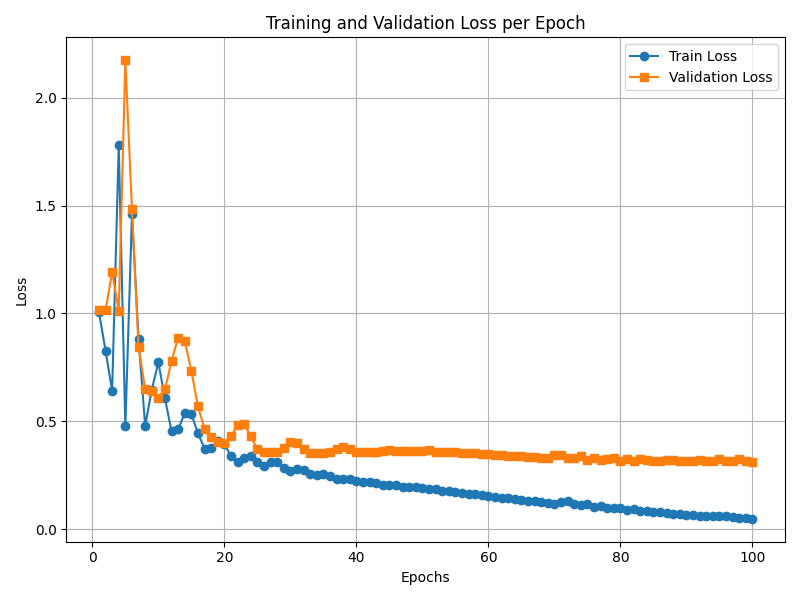 Training and Validation Loss per Epoch
Train Loss
Validation Loss
2.0
1.5
1.0
0.5
0.0
Loss
0 20 40 60 80 100
Epochs